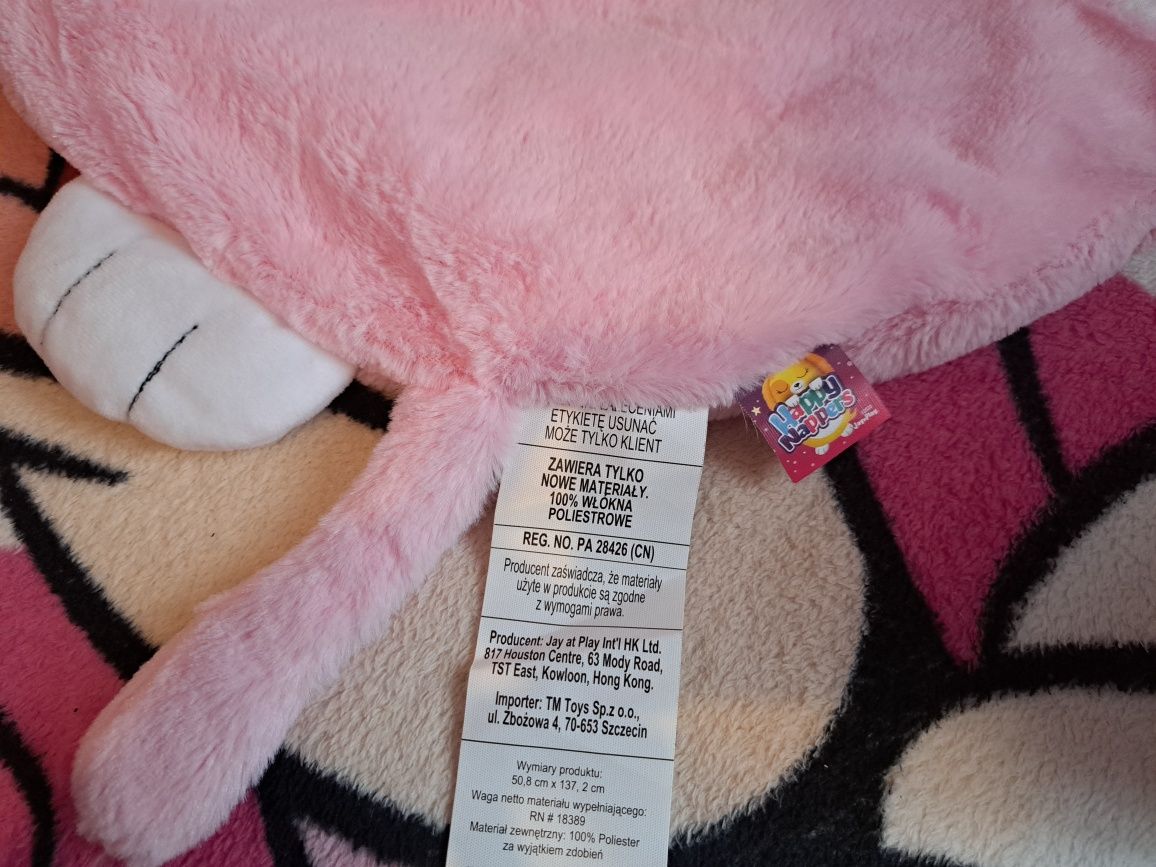 ETYKIETĘ USUNAĆ
MOŻE TYLKO KLIENT
ZAWIERA TYLKO
NOWE MATERIAŁY.
100% WŁÓKNA
POLIESTROWE
REG. NO. PA 28426 (CN)
Producent zaświadcza, że materiały
użyte w produkcie są zgodne
z wymogami prawa.
Producent: Jay at Play Int'l HK Ltd.
817 Houston Centre, 63 Mody Road,
TST East, Kowloon, Hong Kong.
Importer: TM Toys Sp.z o.o.,
ul. Zbożowa 4, 70-653 Szczecin
Wymiary produktu:
50,8 cm x 137, 2 cm
Waga netto materiału wypełniającego:
RN # 18389
Materiał zewnętrzny: 100% Poliester
za wyjątkiem zdobień
Happy
Nappers
Jay@Play